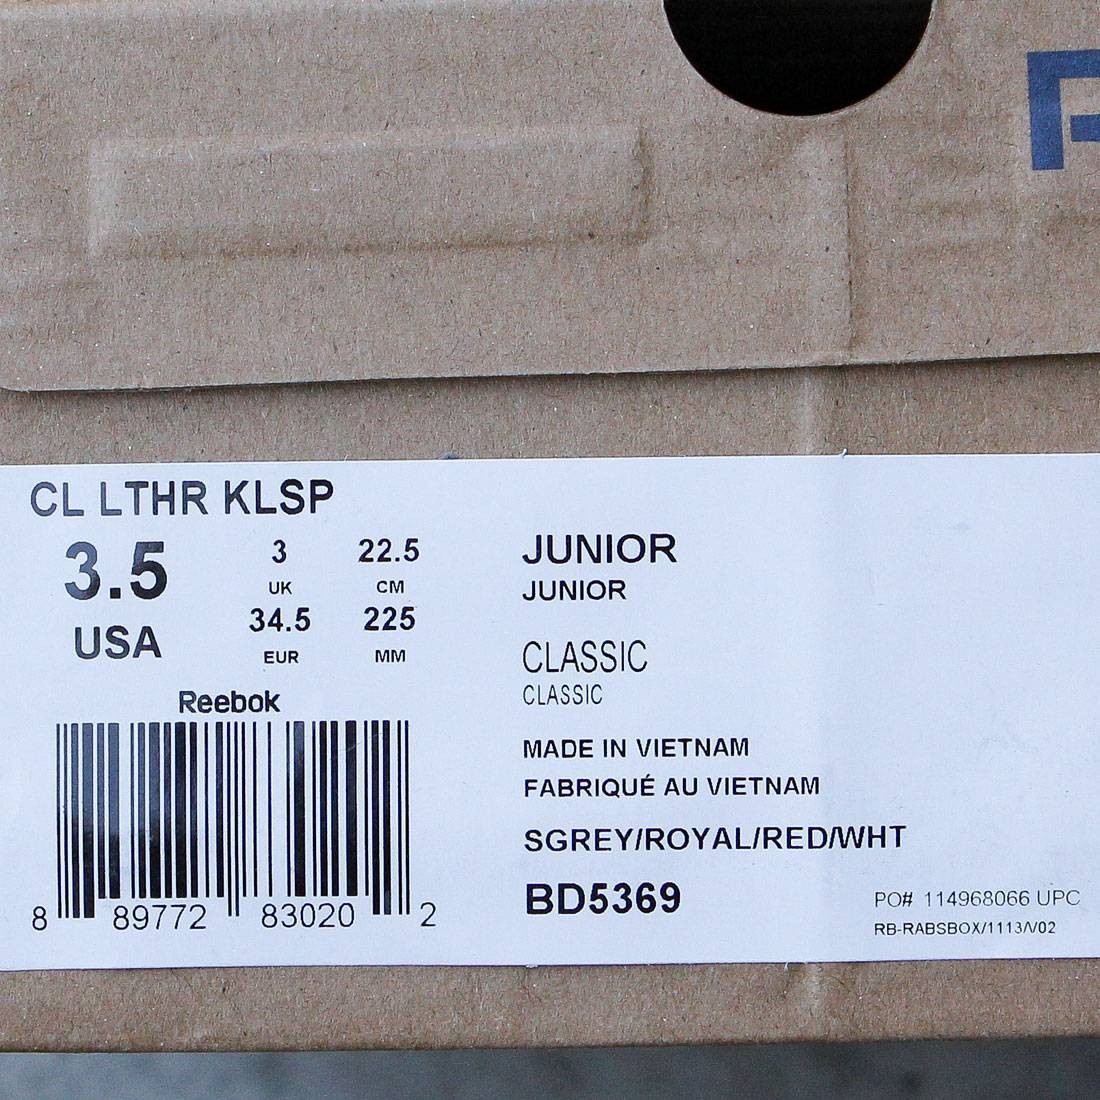 CL LTHR KLSP
3.5
USA
3
UK
22.5
CM
34.5
EUR
225
MM
Reebok
8 89772 83020 2
JUNIOR
JUNIOR
CLASSIC
CLASSIC
MADE IN VIETNAM
FABRIQUÉ AU VIETNAM
SGREY/ROYAL/RED/WHT
BD5369
PO# 114968066 UPC
RB-RABSBOX/1113/V02